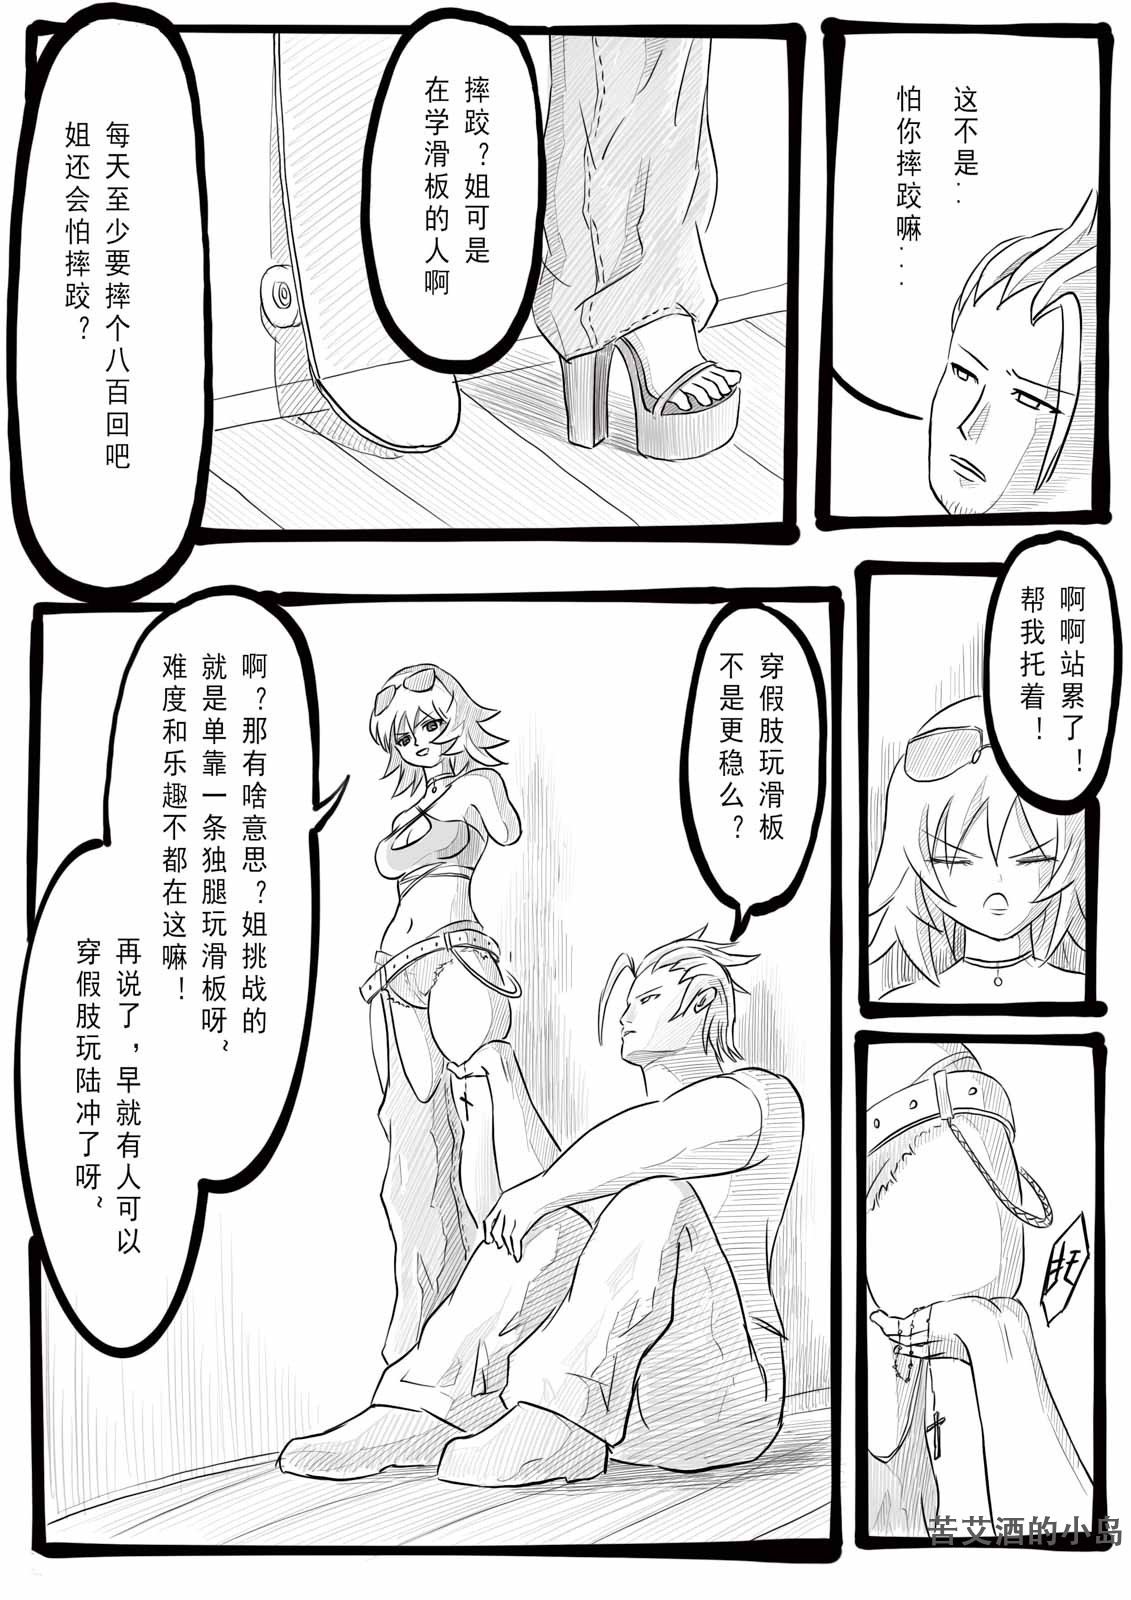 这不是..
怕你摔跤嘛...
摔跤？姐可是
在学滑板的人啊
每天至少要摔个八百回吧
姐还会怕摔跤？
啊啊站累了！
帮我托着！
托
穿假肢玩滑板
不是更稳么？
啊？那有啥意思？姐挑战的
就是单靠一条独腿玩滑板呀~
难度和乐趣不都在这嘛！
再说了，早就有人可以
穿假肢玩陆冲了呀~
苦艾酒的小岛